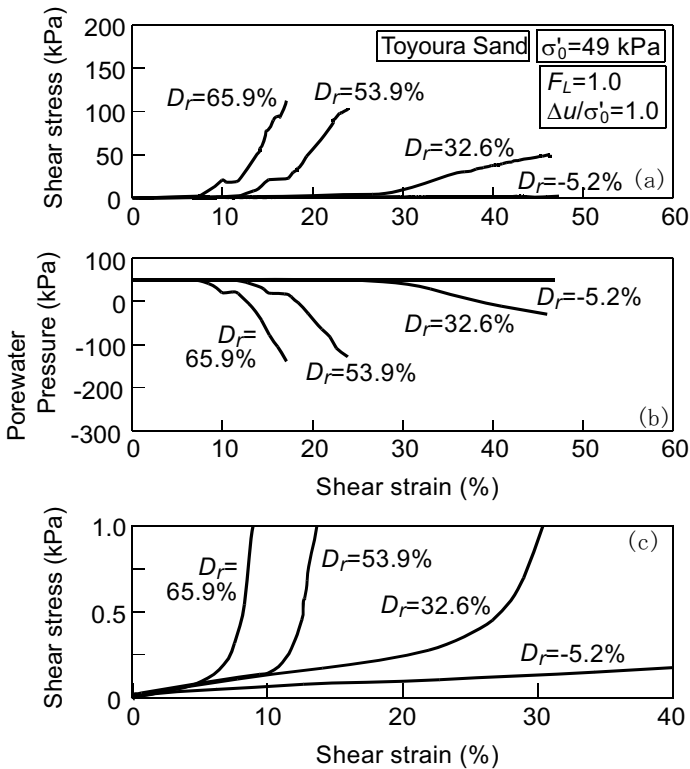 Shear stress (kPa)
200
150
100
50
0
0
10
20
30
40
50
60
Toyoura Sand
σ'0=49 kPa
FL=1.0
Δu/σ'0=1.0
Dr=65.9%
Dr=53.9%
Dr=32.6%
Dr=-5.2%
(a)
Porewater
Pressure (kPa)
100
0
-100
-200
-300
0
10
20
30
40
50
60
Dr=-5.2%
Dr=32.6%
Dr=
65.9%
Dr=53.9%
(b)
Shear strain (%)
Shear stress (kPa)
1.0
0.5
0
0
10
20
30
40
Dr=
65.9%
Dr=53.9%
Dr=32.6%
Dr=-5.2%
(c)
Shear strain (%)